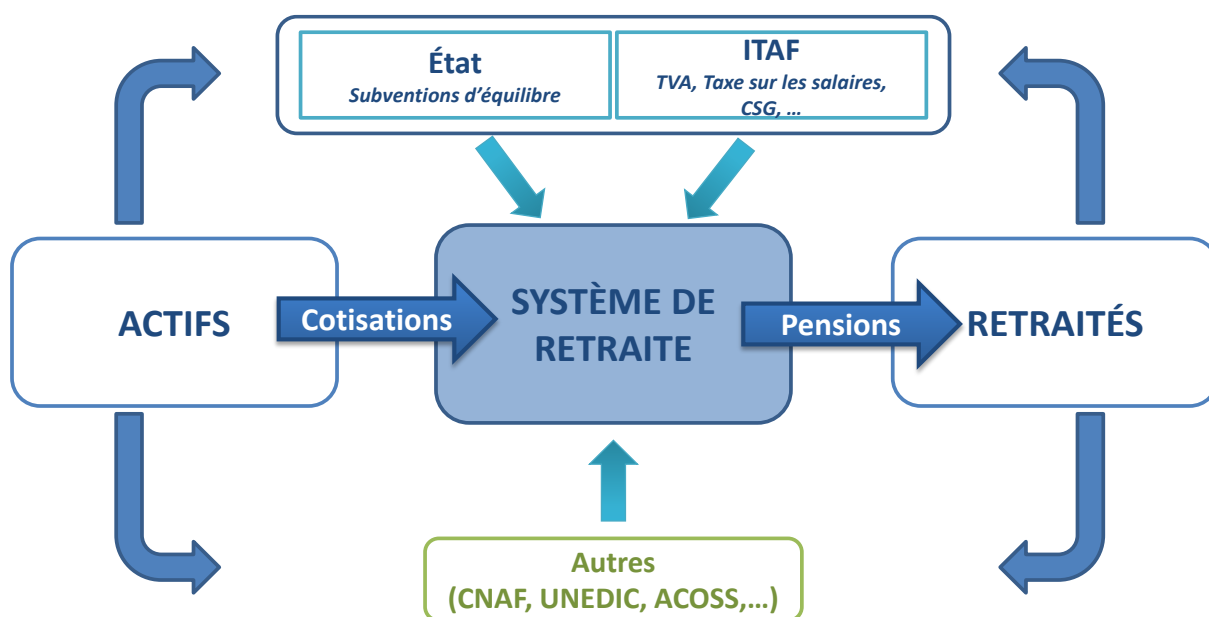 État
Subventions d’équilibre
ITAF
TVA, Taxe sur les salaires,
CSG, …
ACTIFS
Cotisations
SYSTÈME DE
RETRAITE
Pensions
RETRAITÉS
Autres
(CNAF, UNEDIC, ACOSS,…)